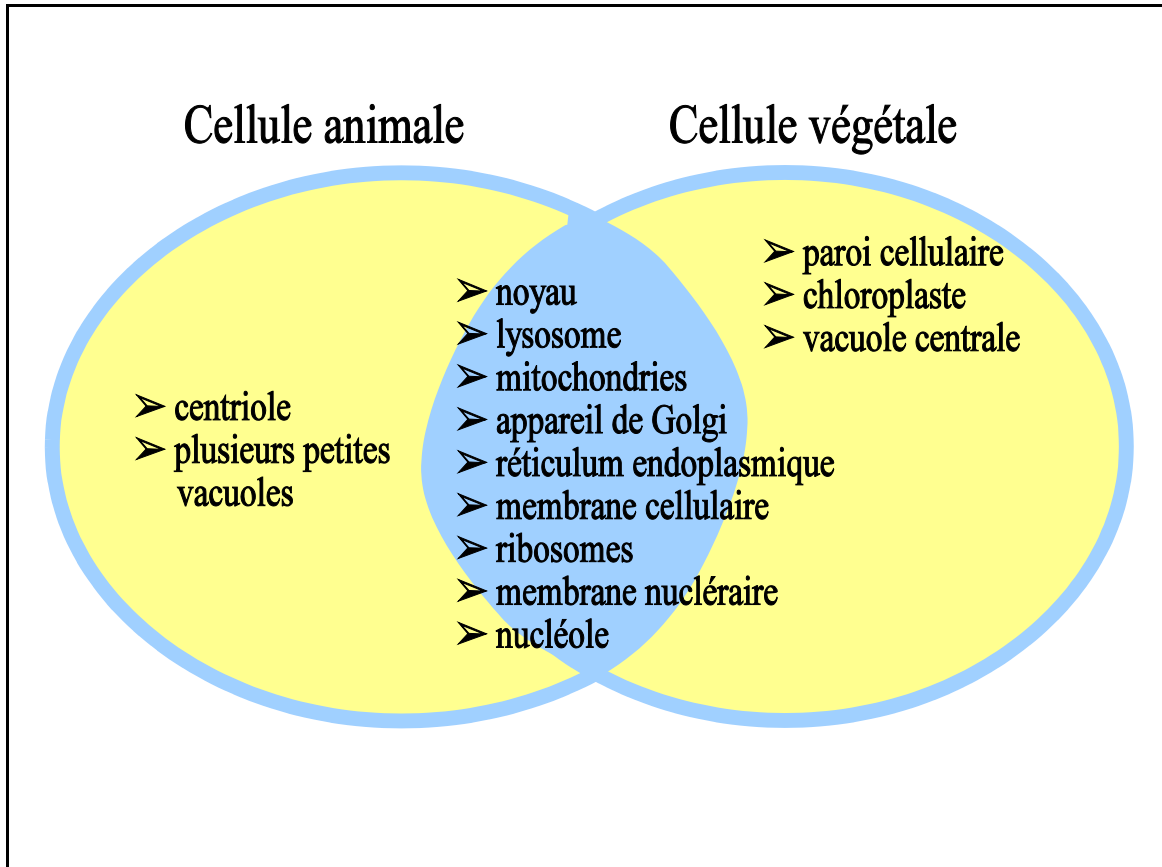 Cellule animale
Cellule végétale
➢ centriole
➢ plusieurs petites
vacuoles
➢ noyau
➢ lysosome
➢ mitochondries
➢ appareil de Golgi
➢ réticulum endoplasmique
➢ membrane cellulaire
➢ ribosomes
➢ membrane nucléraire
➢ nucléole
➢ paroi cellulaire
➢ chloroplaste
➢ vacuole centrale